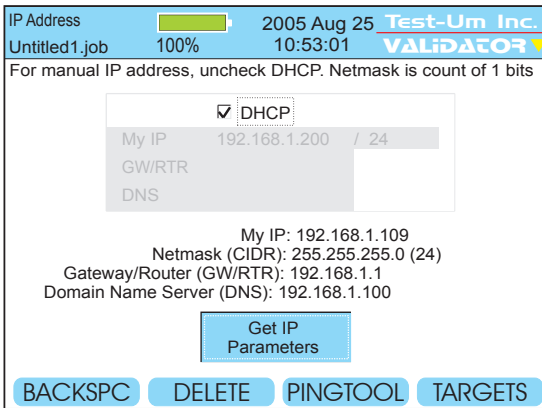 IP Address
Untitled1.job 100%
2005 Aug 25
10:53:01
Test-Um Inc.
VALiDATOR
For manual IP address, uncheck DHCP. Netmask is count of 1 bits
DHCP
My IP 192.168.1.200 / 24
GW/RTR
DNS
My IP: 192.168.1.109
Netmask (CIDR): 255.255.255.0 (24)
Gateway/Router (GW/RTR): 192.168.1.1
Domain Name Server (DNS): 192.168.1.100
Get IP
Parameters
BACKSPC DELETE PINGTOOL TARGETS